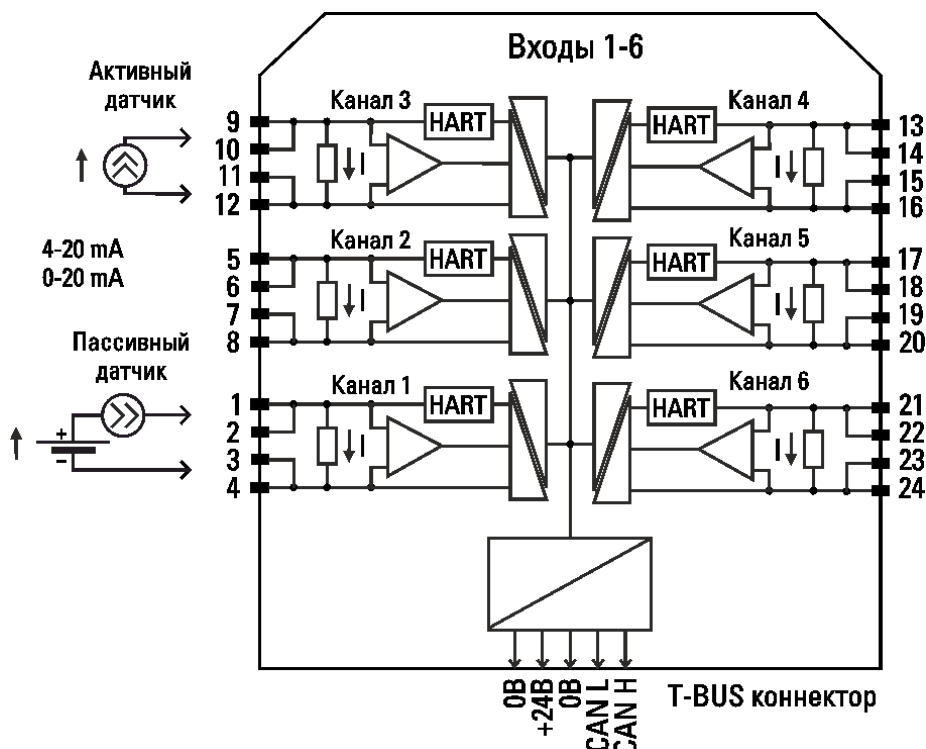 Входы 1-6
Активный
датчик
4-20 mA
0-20 mA
Пассивный
датчик
+
−
Канал 3
HART
I
9
10
11
12
Канал 2
HART
I
5
6
7
8
Канал 1
HART
I
1
2
3
4
Канал 4
HART
I
13
14
15
16
Канал 5
HART
I
17
18
19
20
Канал 6
HART
I
21
22
23
24
0В
+24В
0В
CAN L
CAN H
T-BUS коннектор